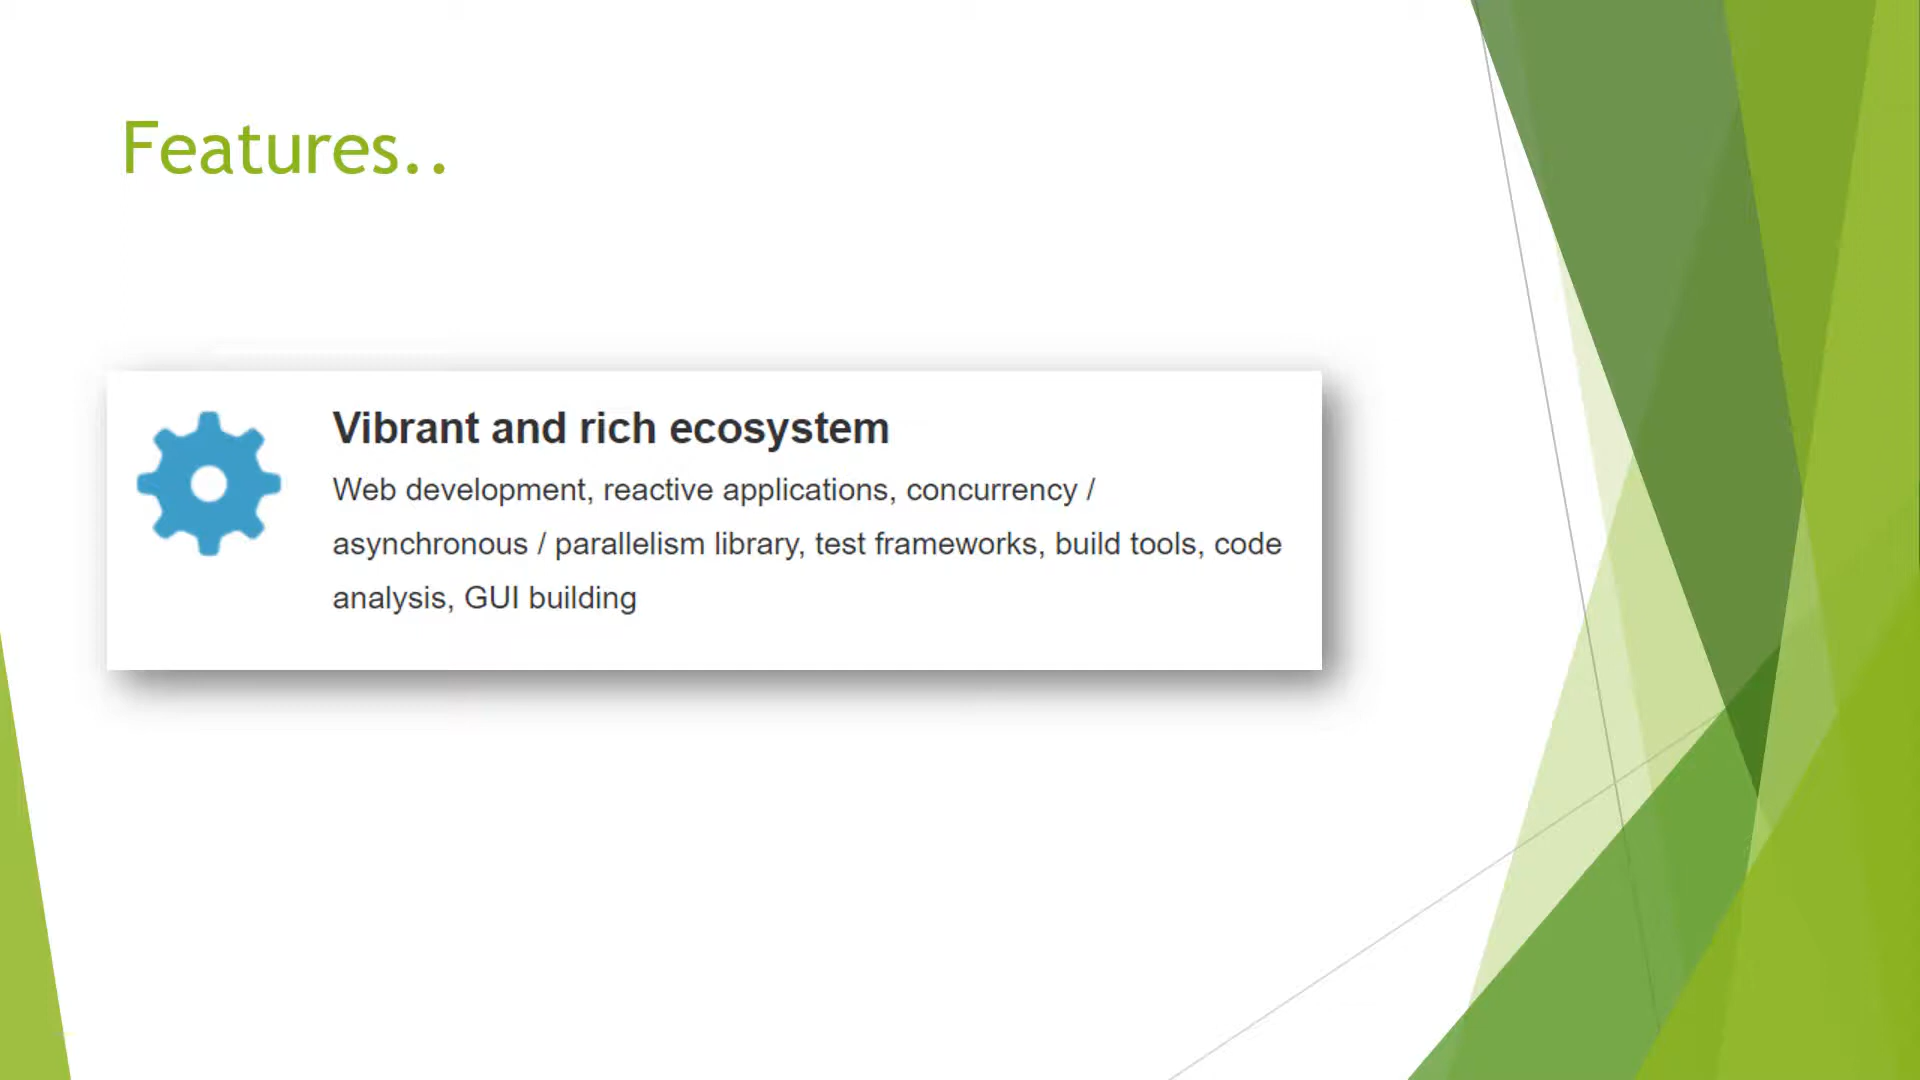 Features..
Vibrant and rich ecosystem
Web development, reactive applications, concurrency /
asynchronous / parallelism library, test frameworks, build tools, code
analysis, GUI building